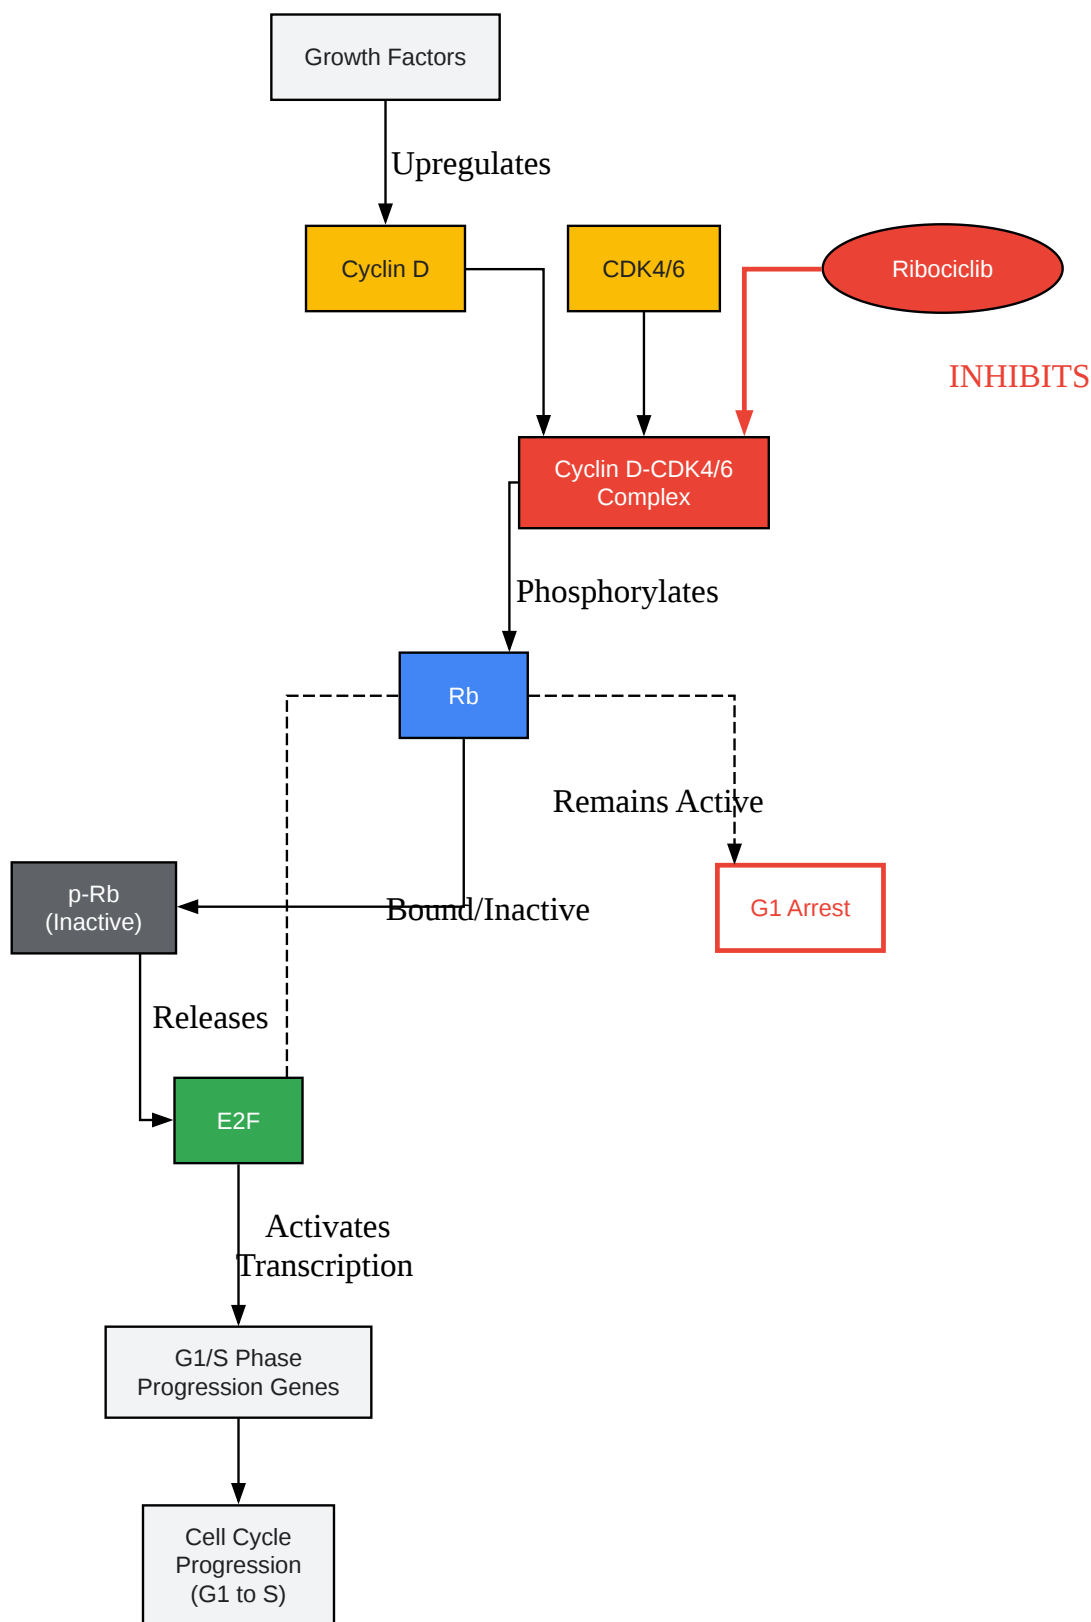 Growth Factors
Upregulates
Cyclin D
CDK4/6
Ribociclib
INHIBITS
Cyclin D-CDK4/6
Complex
Phosphorylates
Rb
Remains Active
p-Rb
(Inactive)
Bound/Inactive
G1 Arrest
Releases
E2F
Activates
Transcription
G1/S Phase
Progression Genes
Cell Cycle
Progression
(G1 to S)